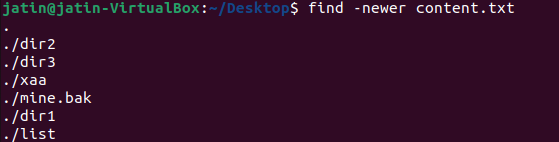 jatin@jatin-VirtualBox:~/Desktop$ find -newer content.txt
.
./dir2
./dir3
./xaa
./mine.bak
./dir1
./list